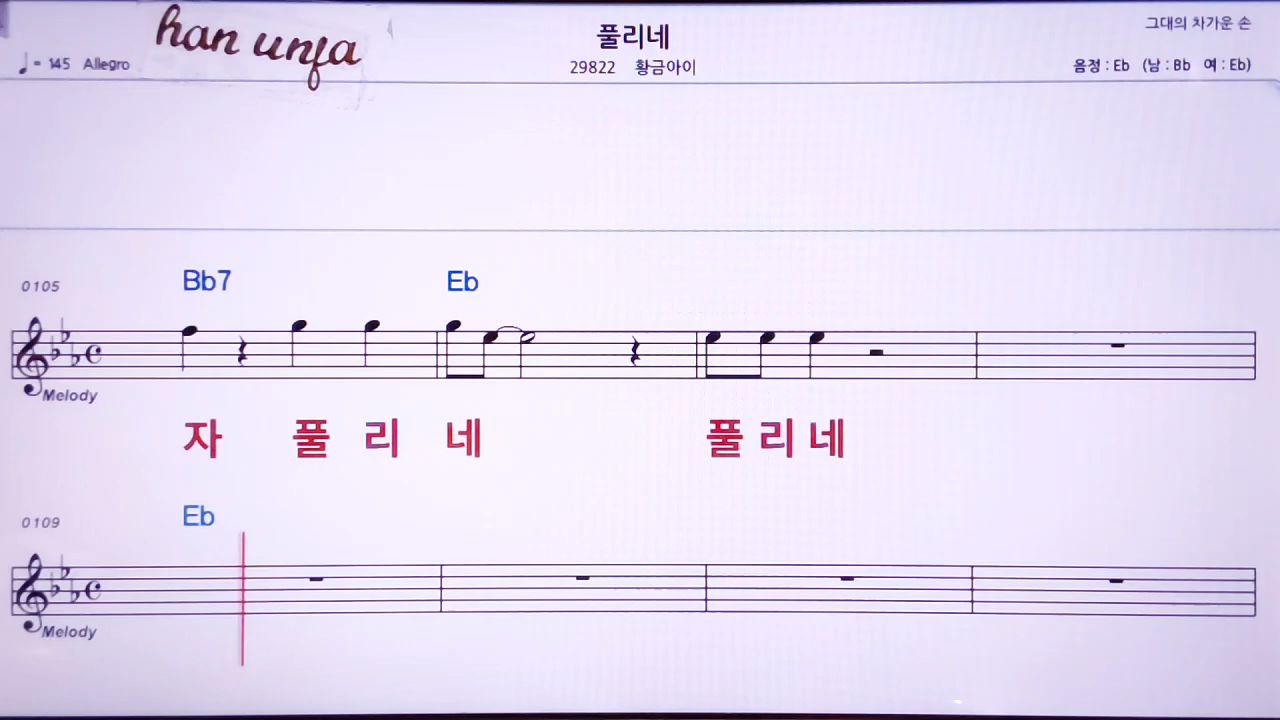 han unfa
풀리네
그대의 차가운 손
♩= 145 Allegro
29822 황금아이
음정 : Eb (남 : Bb 여 : Eb)
0105
Bb7 Eb
Melody
자 풀 리 네 풀 리 네
0109
Eb
Melody